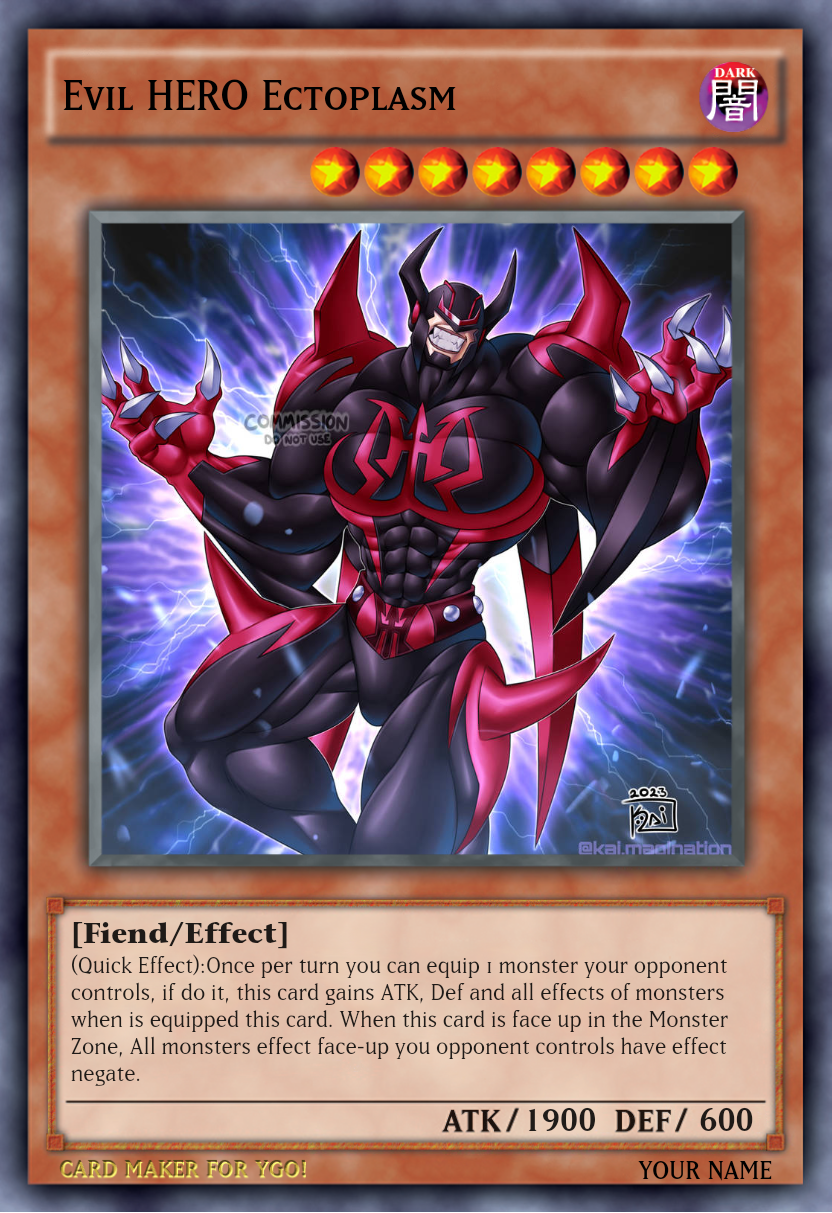 Evil HERO Ectoplasm
DARK
闇
COMMISSION
DO NOT USE
2023
Kai
@kai.magination
[Fiend/Effect]
(Quick Effect):Once per turn you can equip 1 monster your opponent
controls, if do it, this card gains ATK, Def and all effects of monsters
when is equipped this card. When this card is face up in the Monster
Zone, All monsters effect face-up you opponent controls have effect
negate.
ATK/1900 DEF/ 600
CARD MAKER FOR YGO!
YOUR NAME